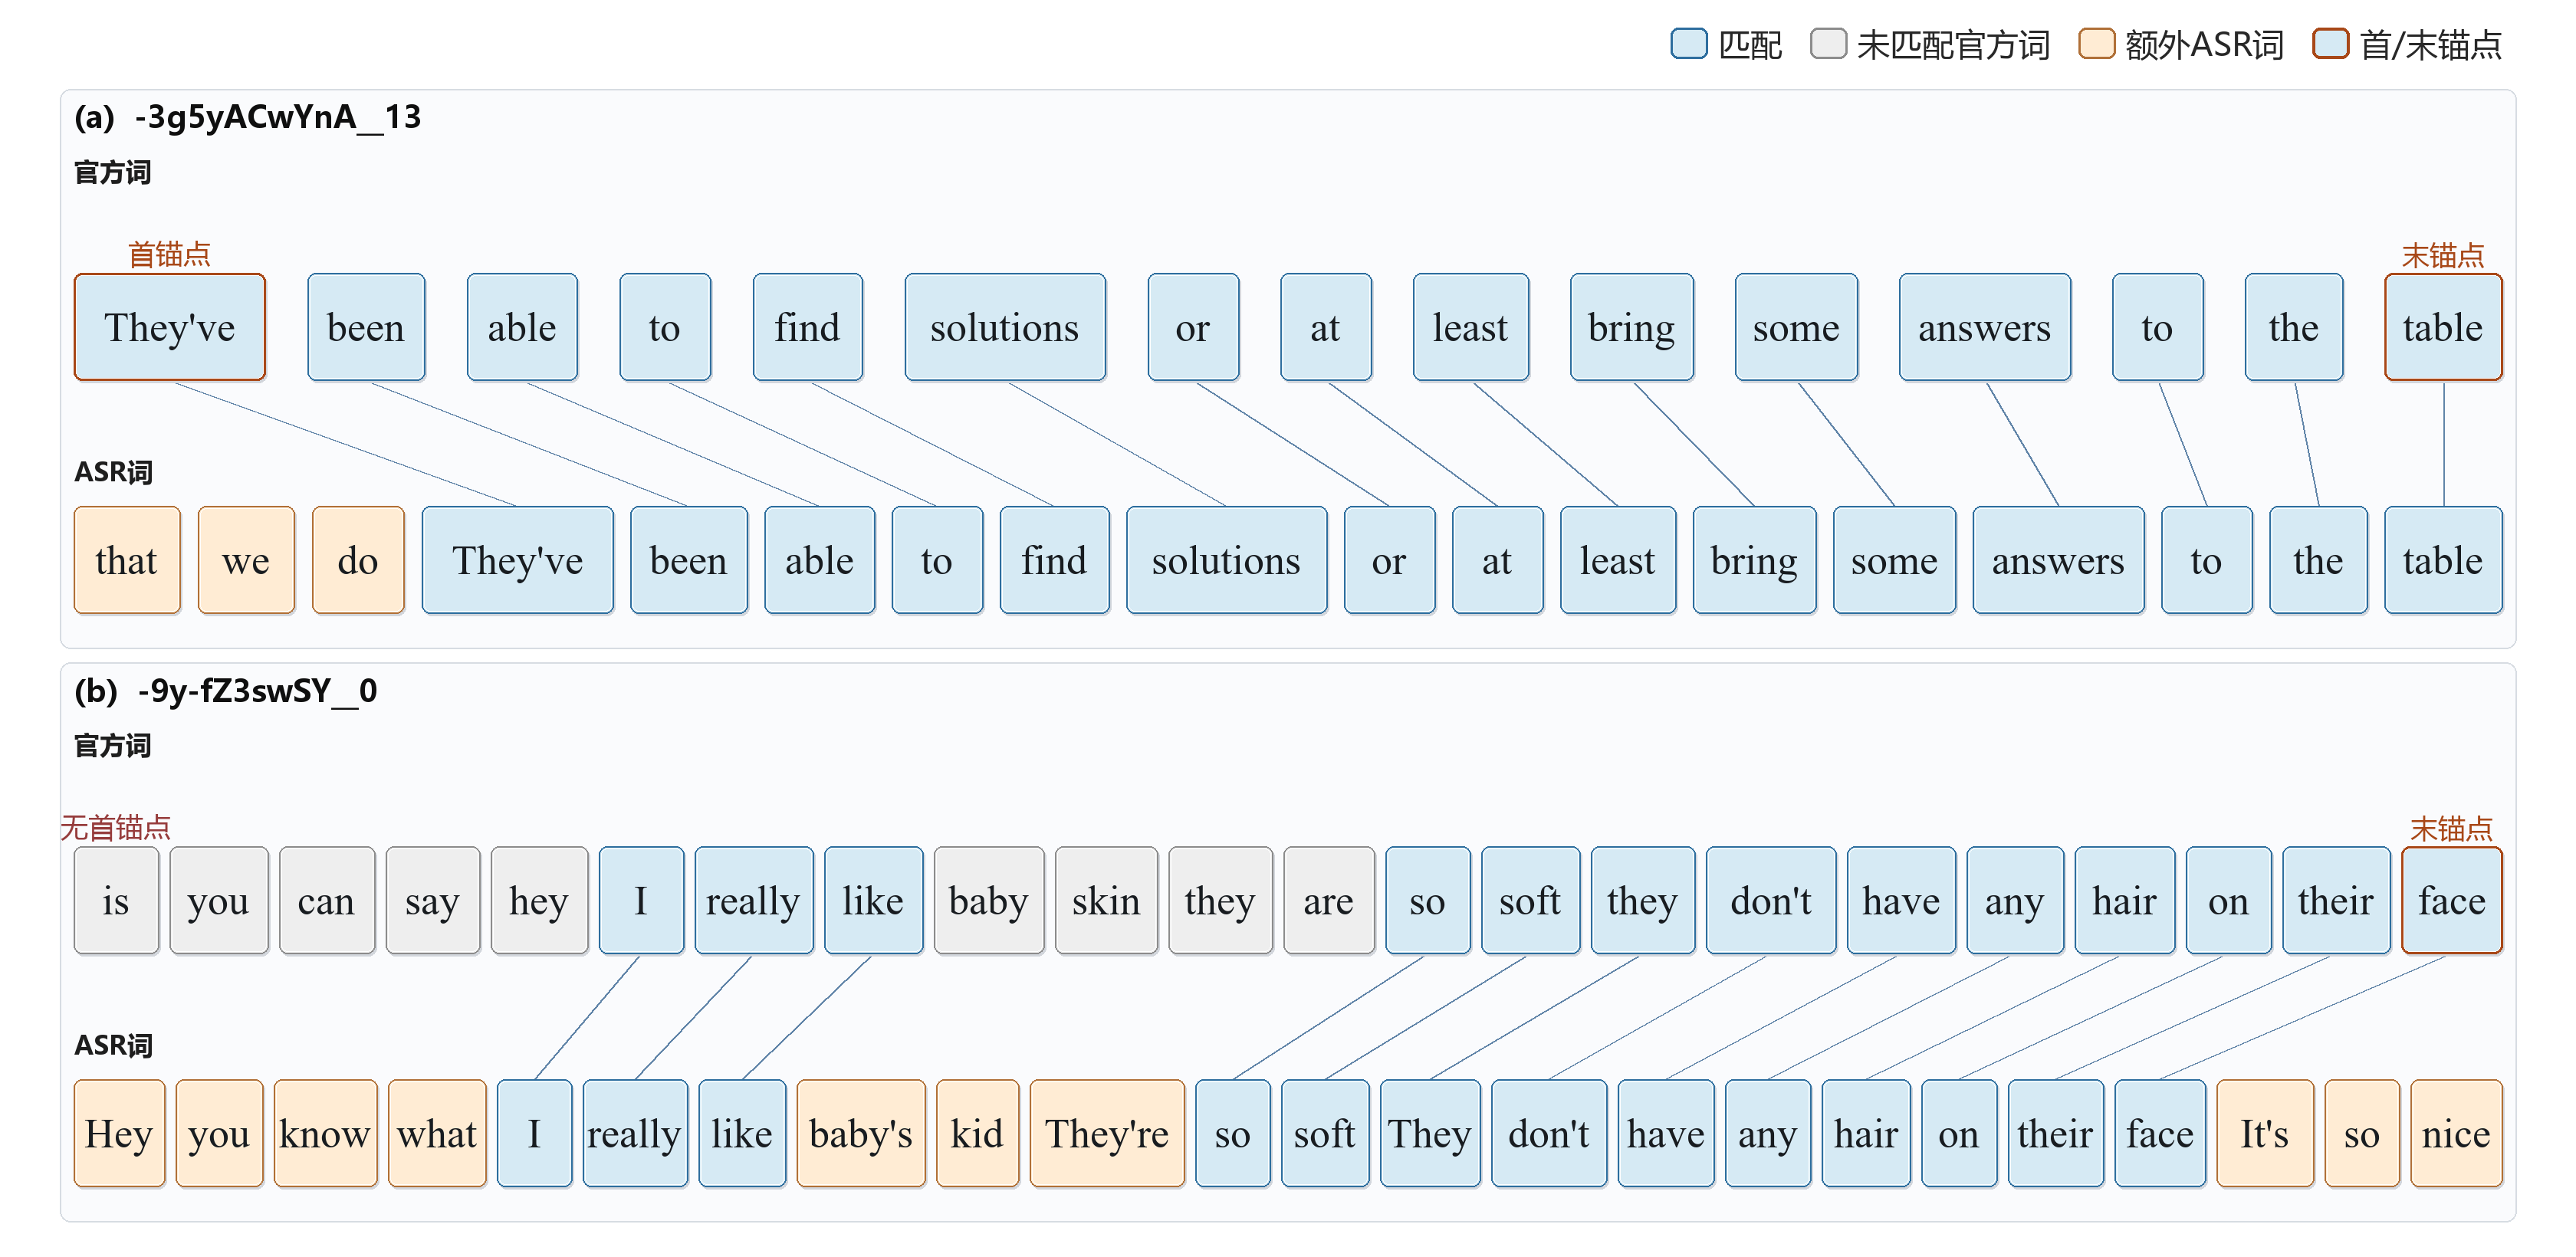 匹配 未匹配官方词 额外ASR词 首/末锚点
(a) -3g5yACwYnA__13
官方词
首锚点 末锚点
They've been able to find solutions or at least bring some answers to the table
ASR词
that we do They've been able to find solutions or at least bring some answers to the table
(b) -9y-fZ3swSY__0
官方词
无首锚点 末锚点
is you can say hey I really like baby skin they are so soft they don't have any hair on their face
ASR词
Hey you know what I really like baby's kid They're so soft They don't have any hair on their face It's so nice